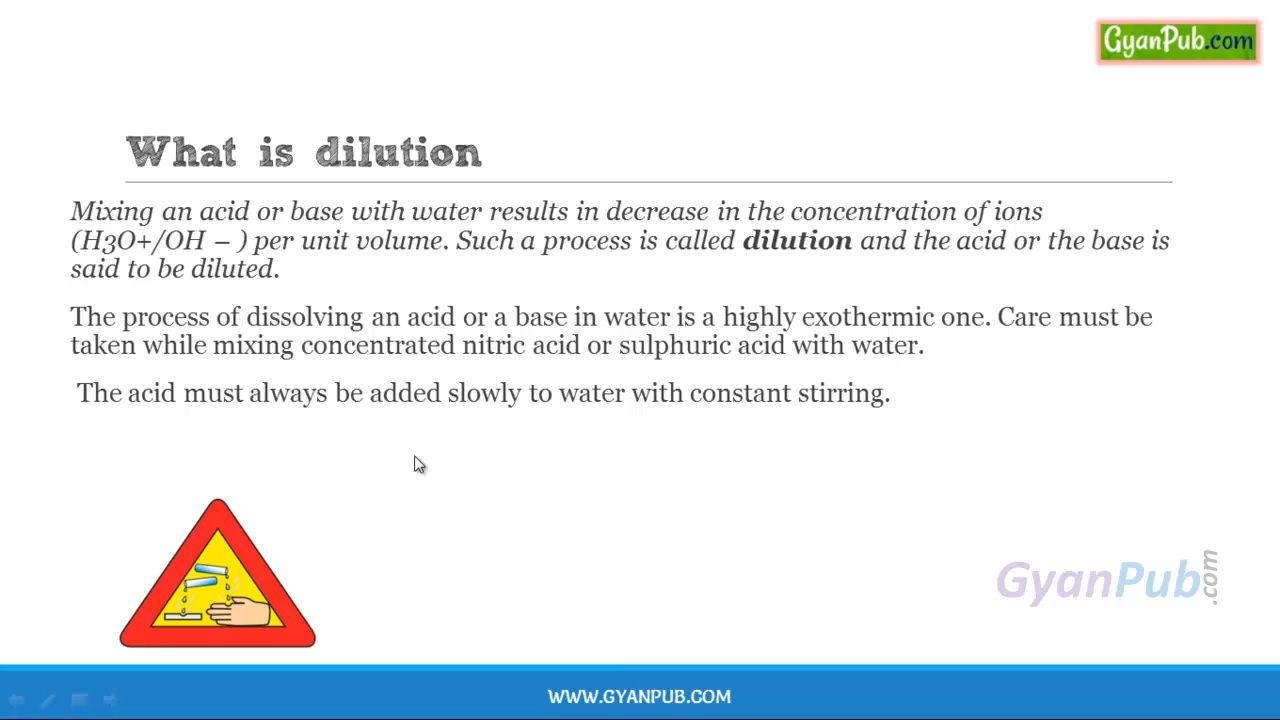 GyanPub.com
What is dilution
Mixing an acid or base with water results in decrease in the concentration of ions
(H3O+/OH – ) per unit volume. Such a process is called dilution and the acid or the base is
said to be diluted.
The process of dissolving an acid or a base in water is a highly exothermic one. Care must be
taken while mixing concentrated nitric acid or sulphuric acid with water.
The acid must always be added slowly to water with constant stirring.
GyanPub.com
WWW.GYANPUB.COM